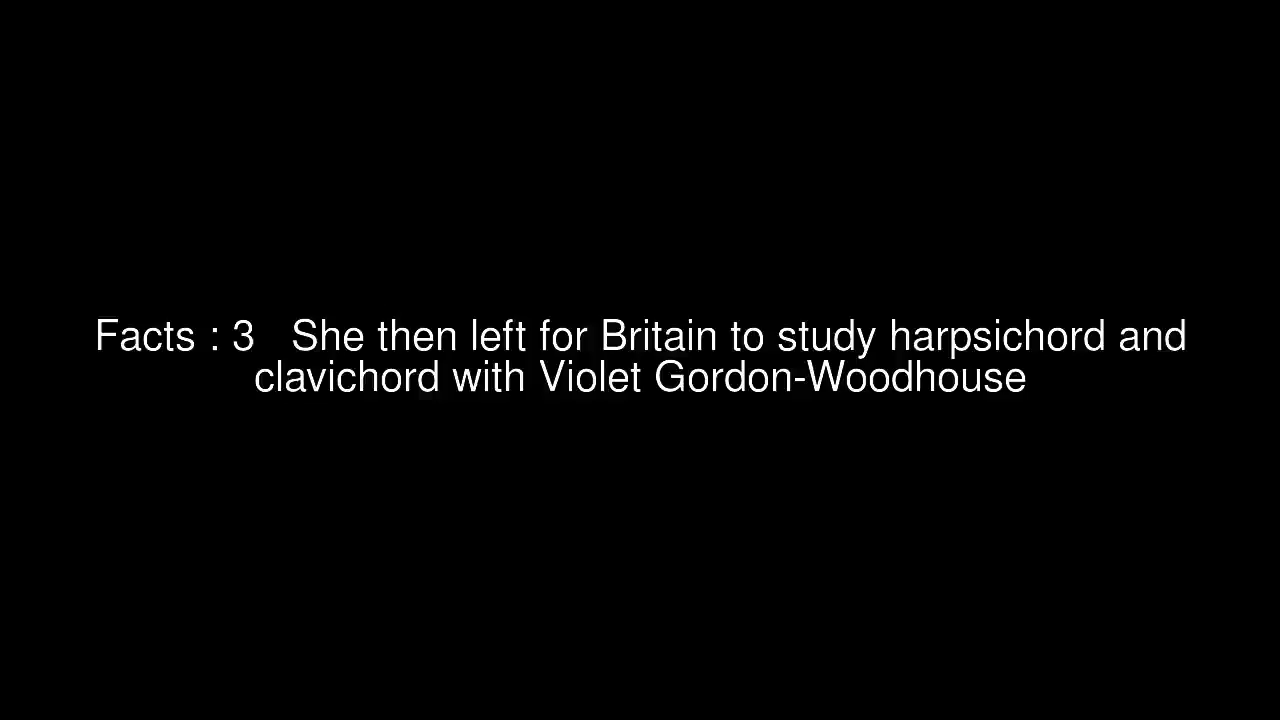 Facts : 3   She then left for Britain to study harpsichord and
clavichord with Violet Gordon-Woodhouse